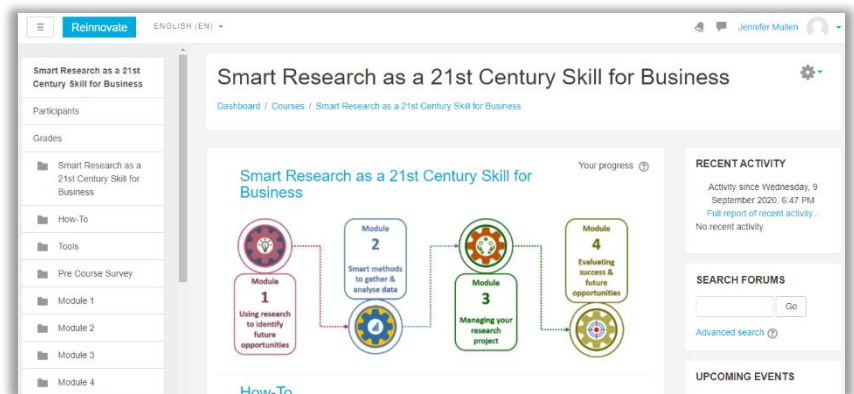 Reinnovate
ENGLISH (EN)
Jennifer Mullen
Smart Research as a 21st
Century Skill for Business
Participants
Grades
Smart Research as a
21st Century Skill for
Business
How-To
Tools
Pre Course Survey
Module 1
Module 2
Module 3
Module 4
Smart Research as a 21st Century Skill for Business
Dashboard / Courses / Smart Research as a 21st Century Skill for Business
Smart Research as a 21st Century Skill for
Business
Your progress
Module
1
Using research
to identify
future
opportunities
Module
2
Smart methods
to gather &
analyse data
Module
3
Managing your
research
project
Module
4
Evaluating
success &
future
opportunities
How-To
RECENT ACTIVITY
Activity since Wednesday, 9
September 2020, 6:47 PM
Full report of recent activity...
No recent activity
SEARCH FORUMS
Go
Advanced search
UPCOMING EVENTS